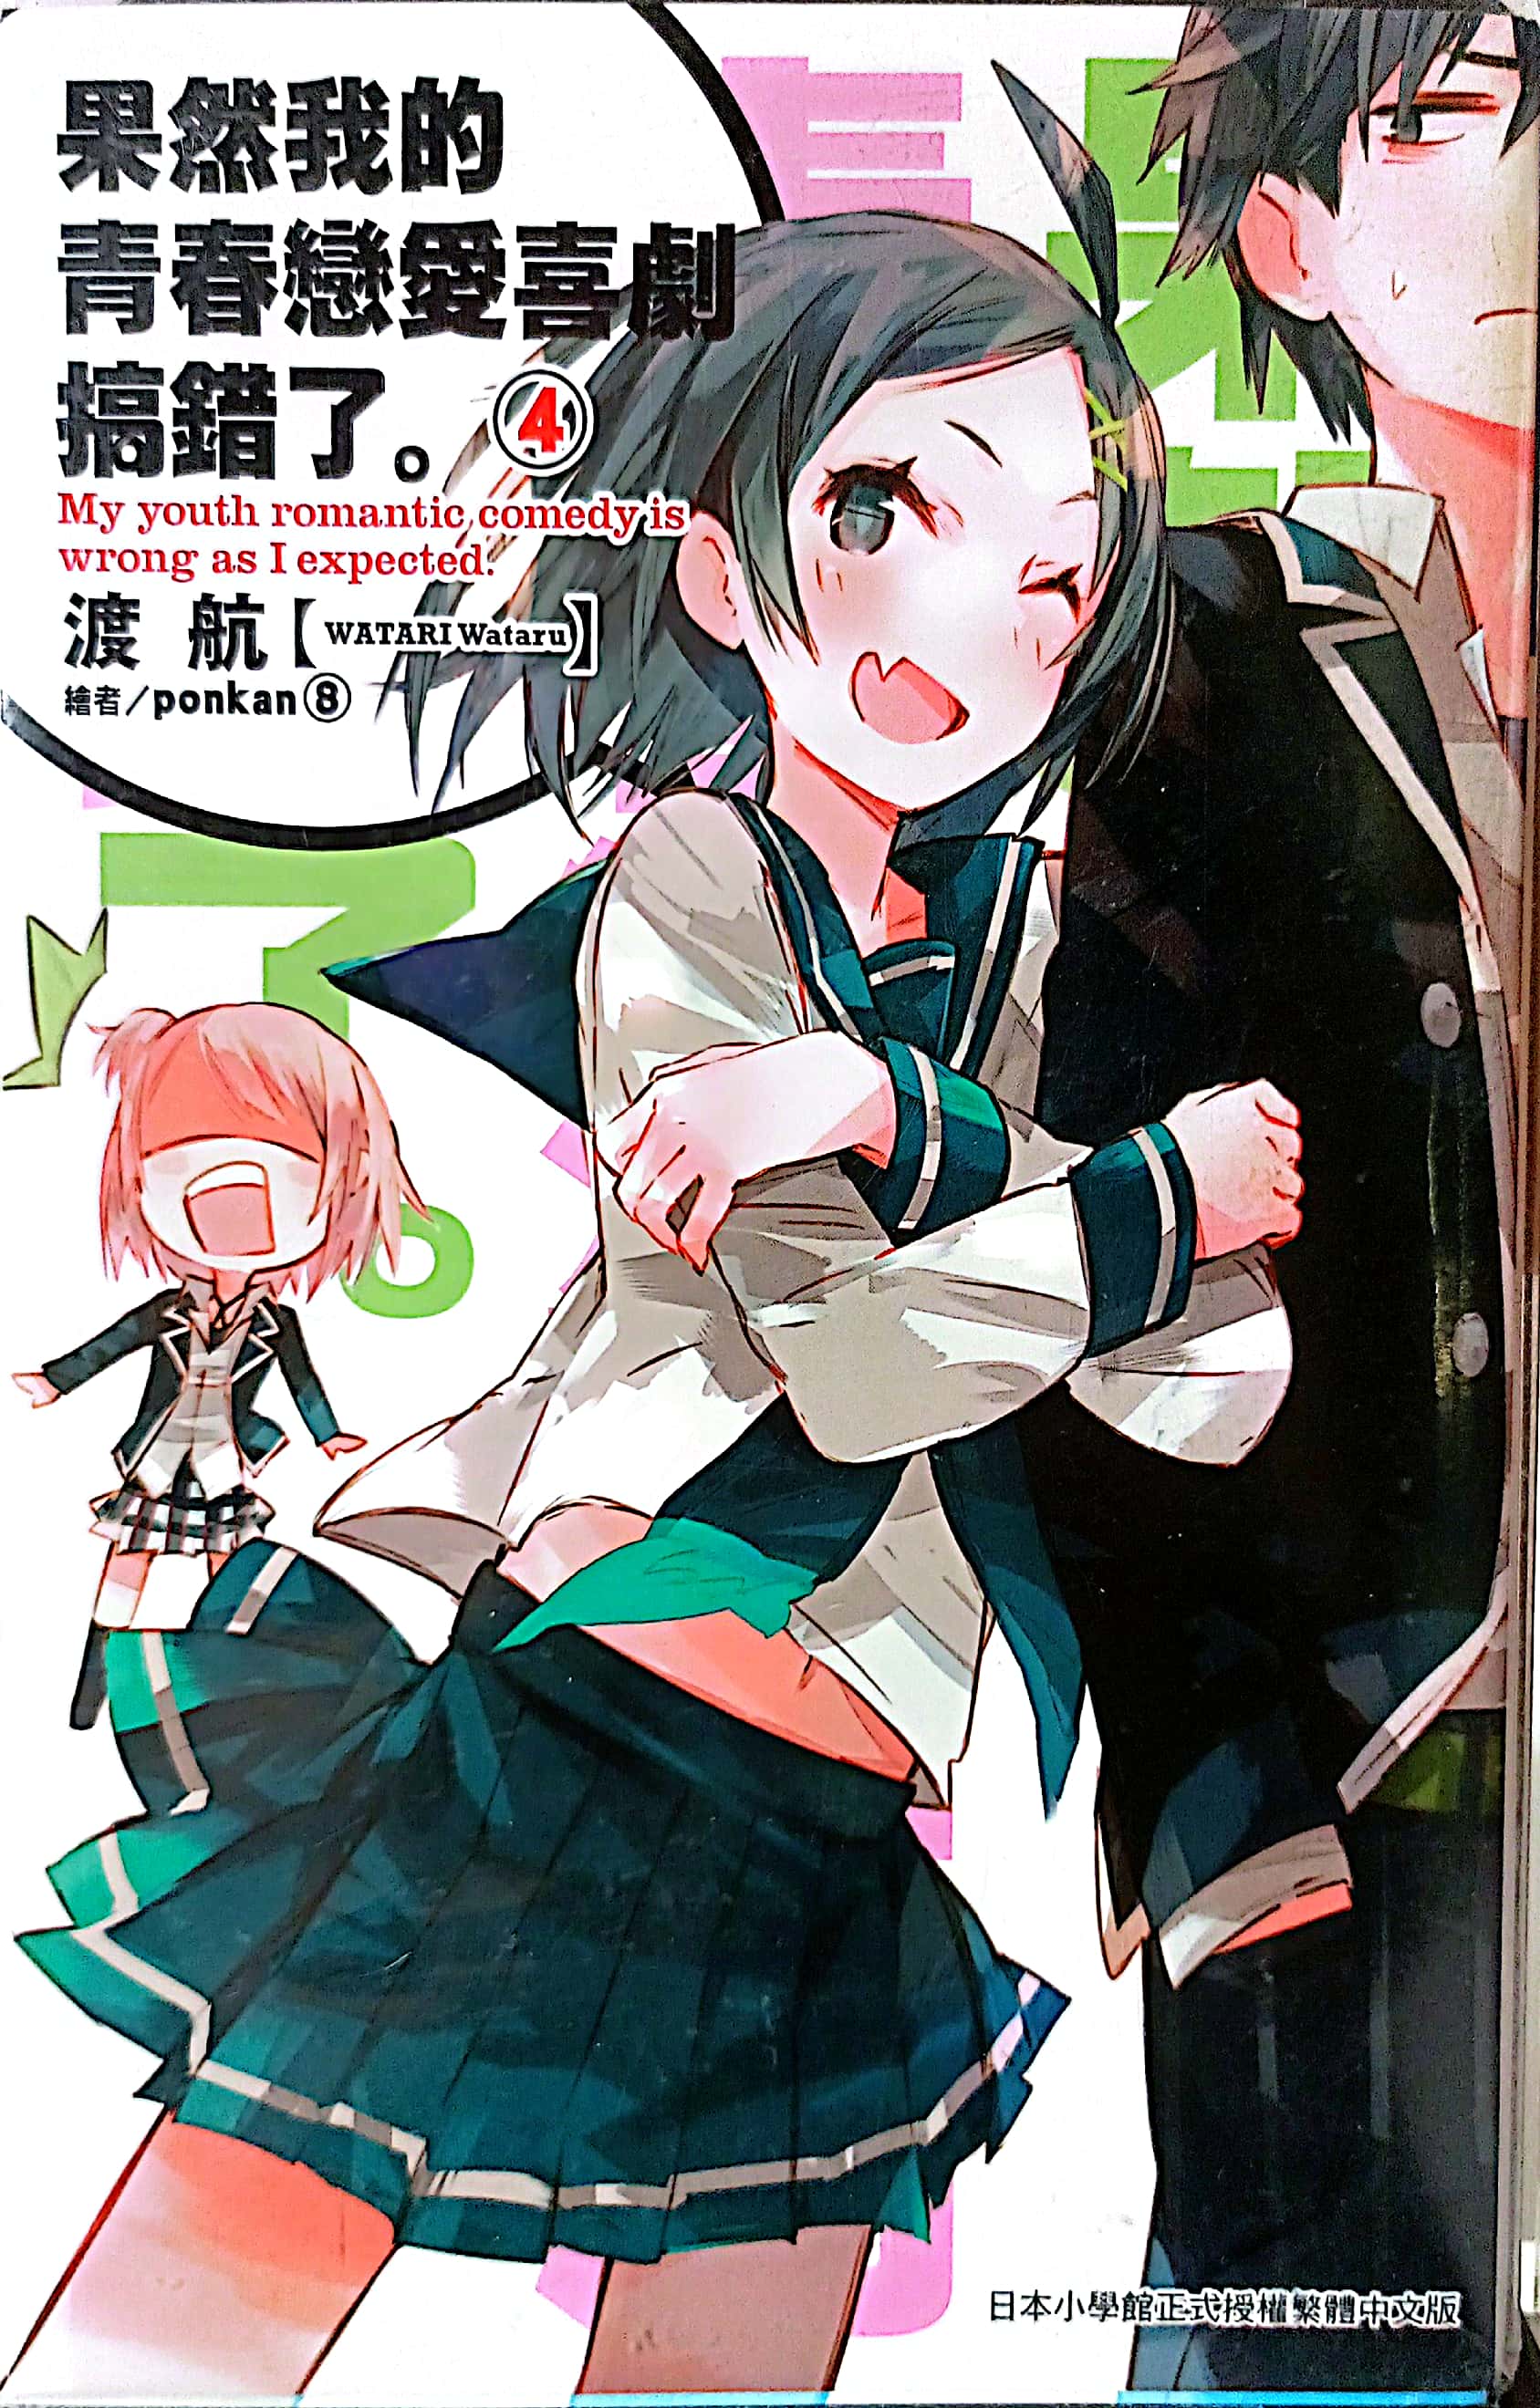 果然我的
青春戀愛喜劇
搞錯了。④
My youth romantic comedy is
wrong as I expected.
渡 航【WATARI Wataru】
繪者/ponkan⑧
日本小學館正式授權繁體中文版